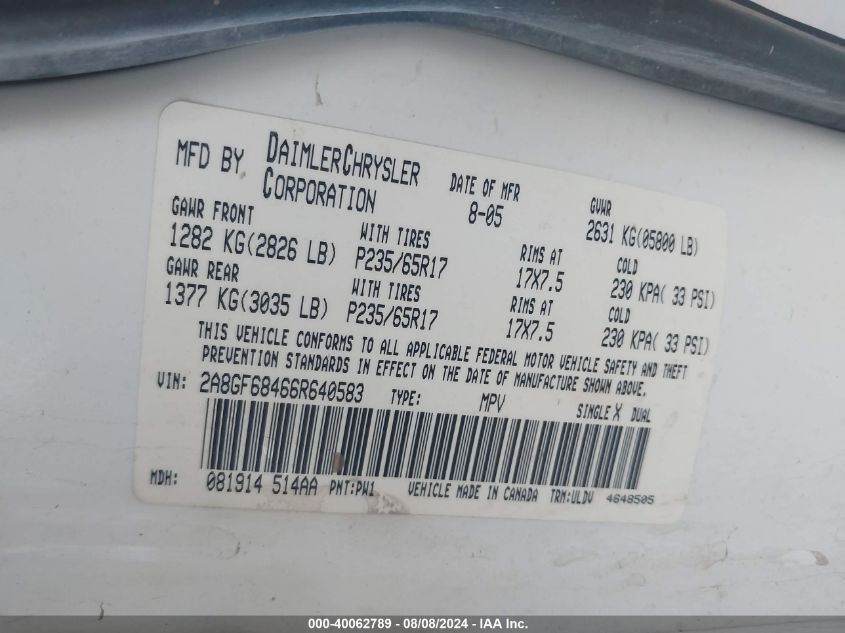 MFD BY DAIMLERCHRYSLER CORPORATION
DATE OF MFR 8-05
GVWR 2631 KG(05800 LB)
GAWR FRONT WITH TIRES RIMS AT COLD
1282 KG(2826 LB) P235/65R17 17X7.5 230 KPA( 33 PSI)
GAWR REAR WITH TIRES RIMS AT COLD
1377 KG(3035 LB) P235/65R17 17X7.5 230 KPA( 33 PSI)
THIS VEHICLE CONFORMS TO ALL APPLICABLE FEDERAL MOTOR VEHICLE SAFETY AND THEFT
PREVENTION STANDARDS IN EFFECT ON THE DATE OF MANUFACTURE SHOWN ABOVE.
VIN: 2A8GF68466R640583 TYPE: MPV SINGLE X DUAL
MDH: 081914 514AA PNT:PW1 VEHICLE MADE IN CANADA TRM:ULDV 4648505
000-40062789 - 08/08/2024 - IAA Inc.